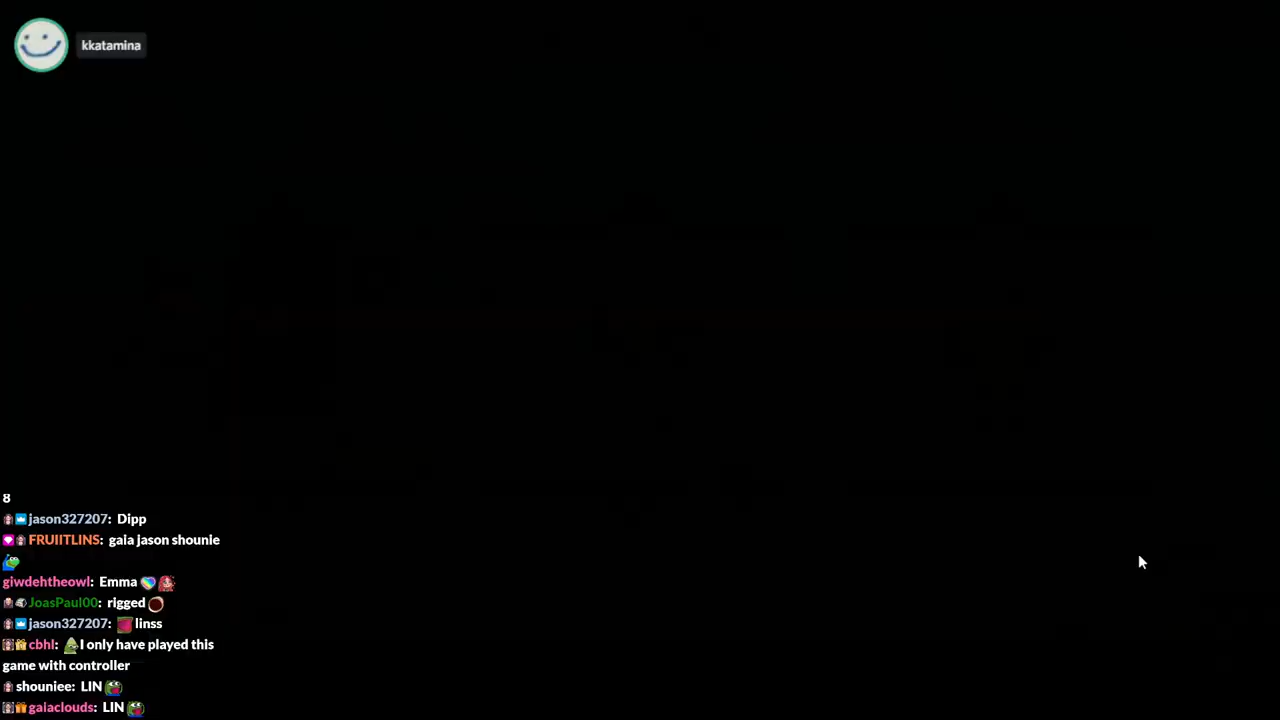 kkatamina
8
jason327207: Dipp
FRUIITLINS: gaia jason shounie
giwdehtheowl: Emma
JoasPaul00: rigged
jason327207: linss
cbhl: I only have played this
game with controller
shouniee: LIN
gaiaclouds: LIN